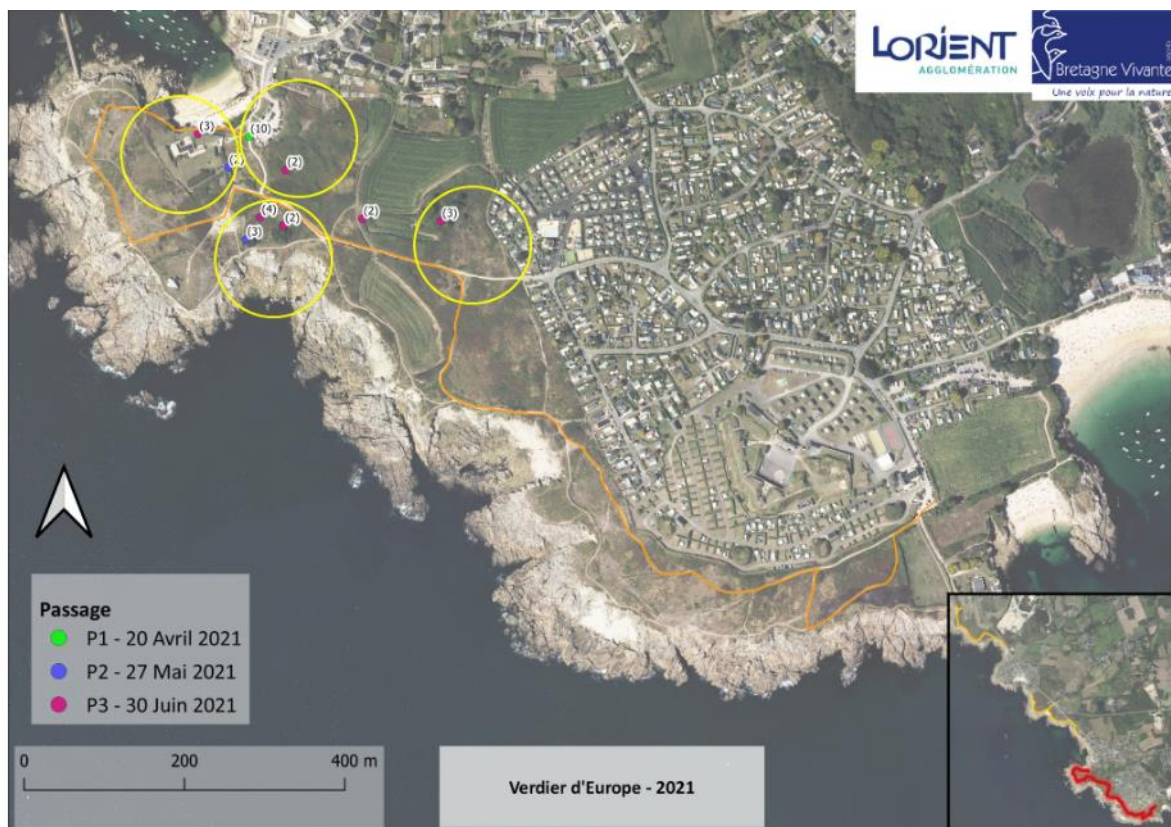 LORIENT
AGGLOMÉRATION
Bretagne Vivante
Une voix pour la nature
(3)
(10)
(2)
(4)
(2)
(2)
(3)
(3)
Passage
P1 - 20 Avril 2021
P2 - 27 Mai 2021
P3 - 30 Juin 2021
0 200 400 m
Verdier d'Europe - 2021